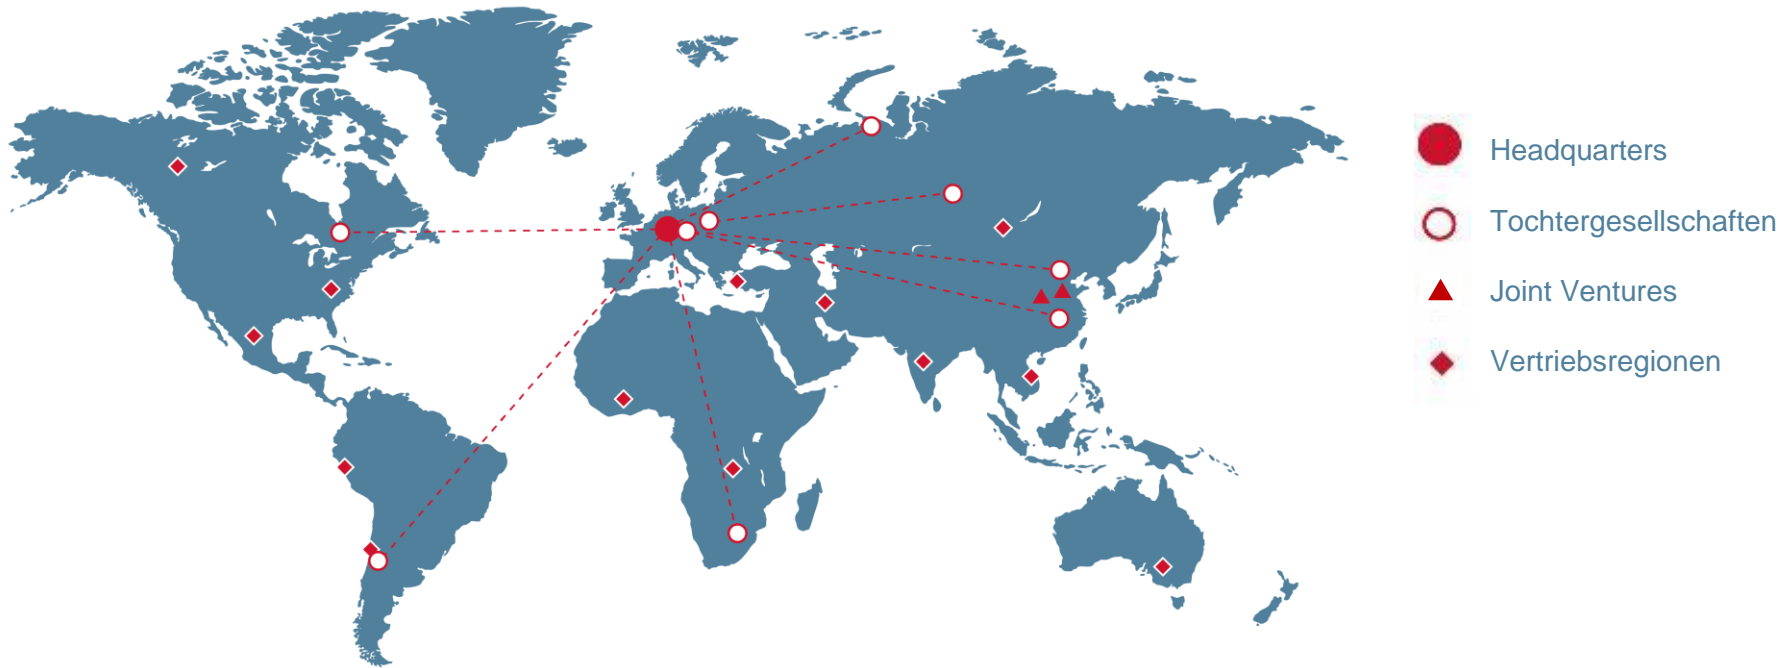 Headquarters
Tochtergesellschaften
Joint Ventures
Vertriebsregionen